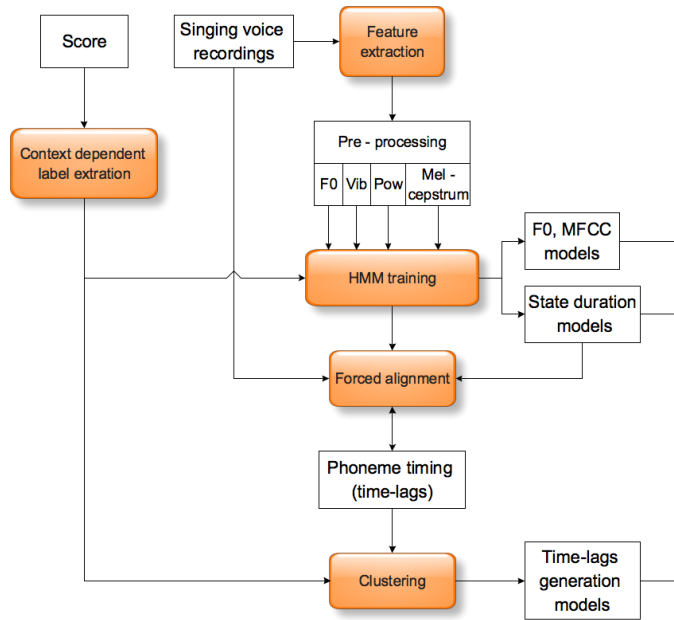 Score
Singing voice
recordings
Feature
extraction
Context dependent
label extration
Pre - processing
F0
Vib
Pow
Mel -
cepstrum
HMM training
F0, MFCC
models
State duration
models
Forced alignment
Phoneme timing
(time-lags)
Clustering
Time-lags
generation
models